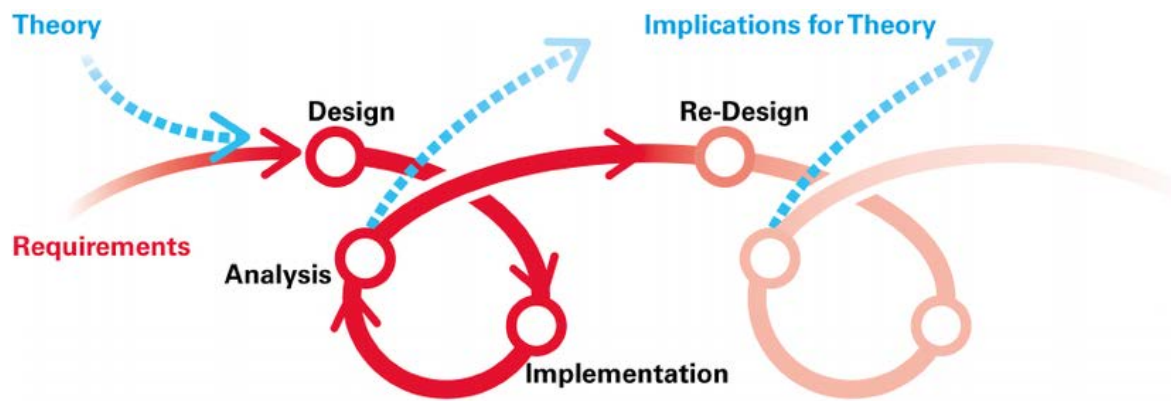 Theory
Implications for Theory
Design
Re-Design
Requirements
Analysis
Implementation